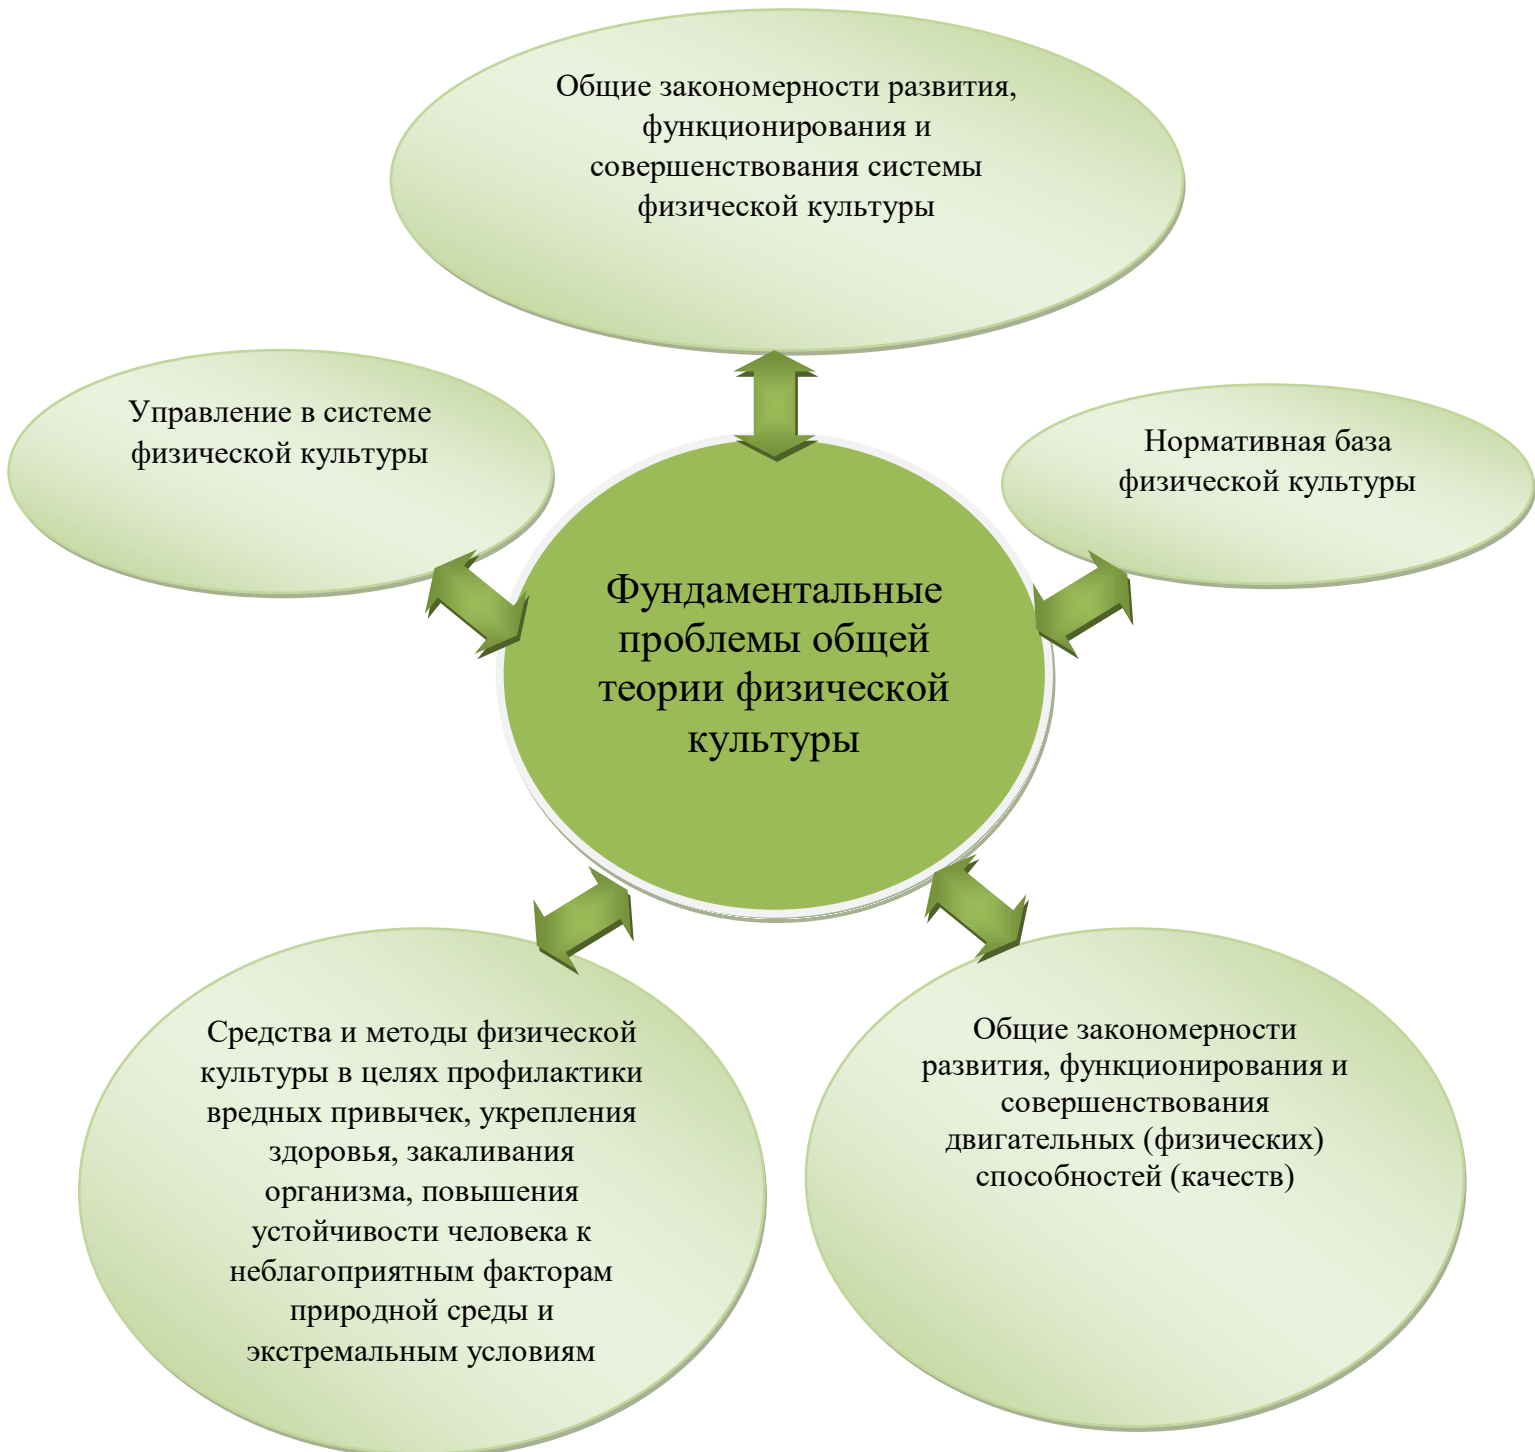 Общие закономерности развития,
функционирования и
совершенствования системы
физической культуры
Управление в системе
физической культуры
Нормативная база
физической культуры
Фундаментальные
проблемы общей
теории физической
культуры
Средства и методы физической
культуры в целях профилактики
вредных привычек, укрепления
здоровья, закаливания
организма, повышения
устойчивости человека к
неблагоприятным факторам
природной среды и
экстремальным условиям
Общие закономерности
развития, функционирования и
совершенствования
двигательных (физических)
способностей (качеств)